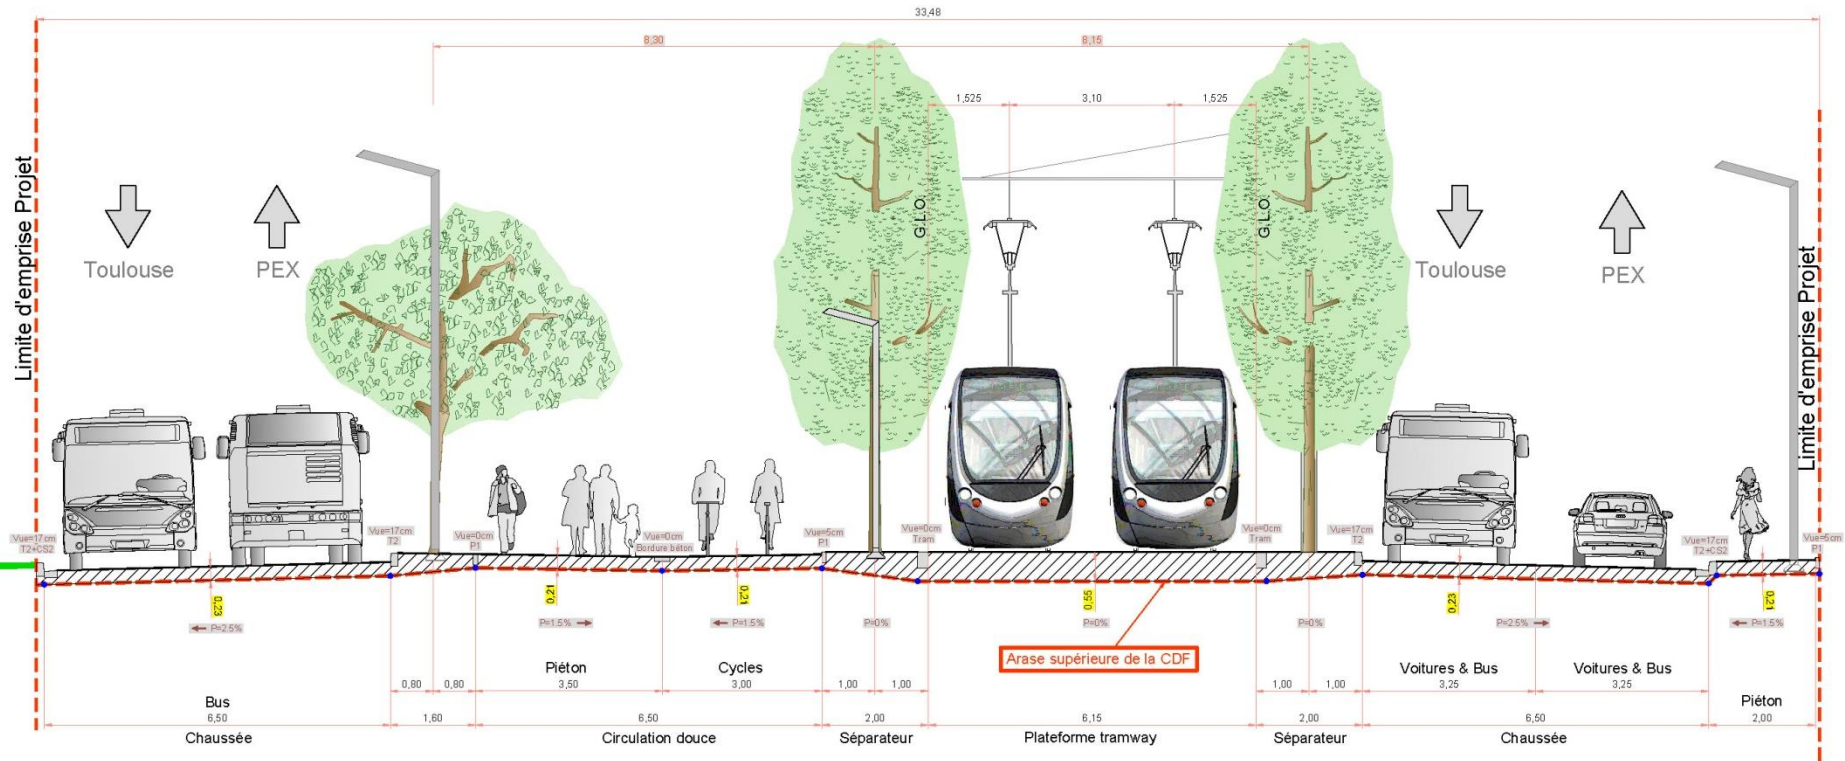 33,48
8,30
8,15
1,525
3,10
1,525
Limite d'emprise Projet
Toulouse
PEX
G.L.O.
G.L.O.
Toulouse
PEX
Limite d'emprise Projet
Vue=17cm
T2+CS2
Vue=17cm
T2
Vue=0cm
P1
Vue=0cm
Bordure béton
Vue=5cm
P1
Vue=0cm
Tram
Vue=0cm
Tram
Vue=17cm
T2
Vue=17cm
T2+CS2
Vue=5cm
P1
0,23
0,21
0,21
0,55
0,23
0,21
P=2.5%
P=1.5%
P=1.5%
P=0%
P=0%
P=0%
P=2.5%
P=1.5%
Arase supérieure de la CDF
Piéton
Cycles
Voitures & Bus
Voitures & Bus
0,80
0,80
3,50
3,00
1,00
1,00
1,00
1,00
3,25
3,25
Bus
Piéton
6,50
1,60
6,50
2,00
6,15
2,00
6,50
2,00
Chaussée
Circulation douce
Séparateur
Plateforme tramway
Séparateur
Chaussée